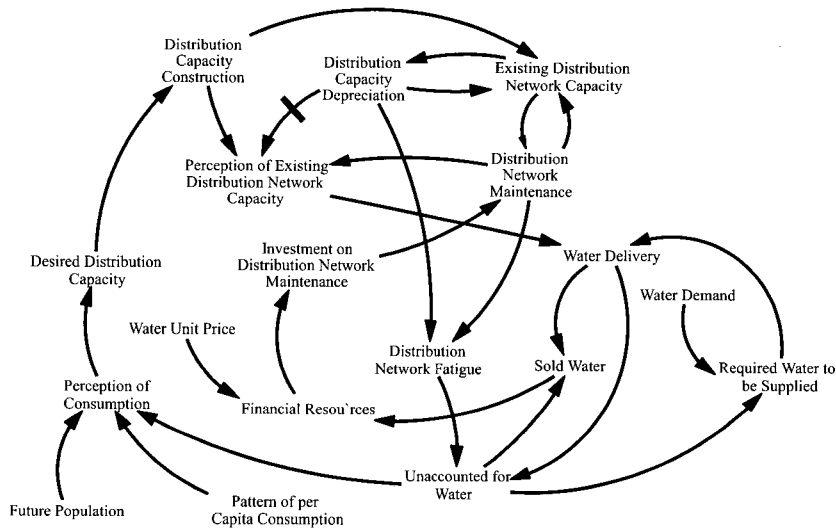 Distribution
Capacity
Construction
Distribution
Capacity
Depreciation
Existing Distribution
Network Capacity
Perception of Existing
Distribution Network
Capacity
Distribution
Network
Maintenance
Desired Distribution
Capacity
Investment on
Distribution Network
Maintenance
Water Delivery
Water Demand
Water Unit Price
Distribution
Network Fatigue
Sold Water
Required Water to
be Supplied
Perception of
Consumption
Financial Resou`rces
Unaccounted for
Water
Future Population
Pattern of per
Capita Consumption